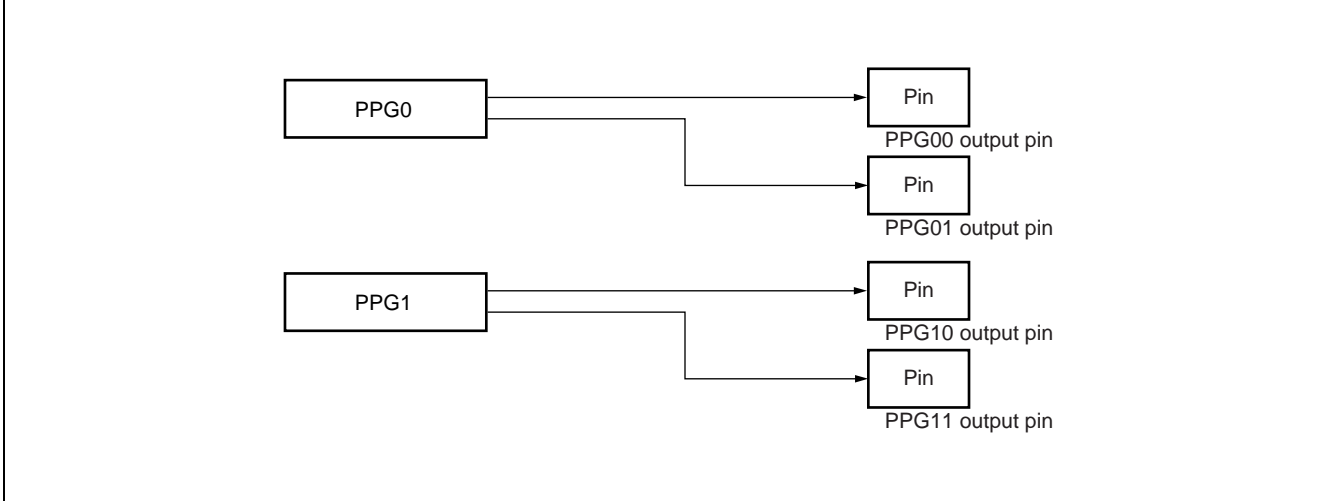 PPG0
Pin
PPG00 output pin
Pin
PPG01 output pin
PPG1
Pin
PPG10 output pin
Pin
PPG11 output pin